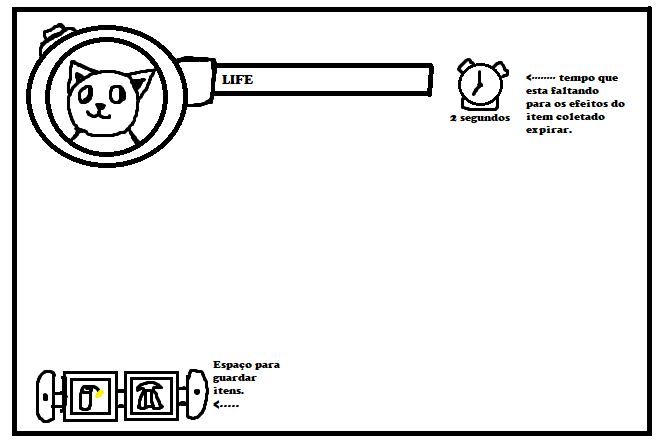 LIFE
2 segundos
<-------- tempo que
esta faltando
para os efeitos do
item coletado
expirar.
Espaço para
guardar
itens.
<-----